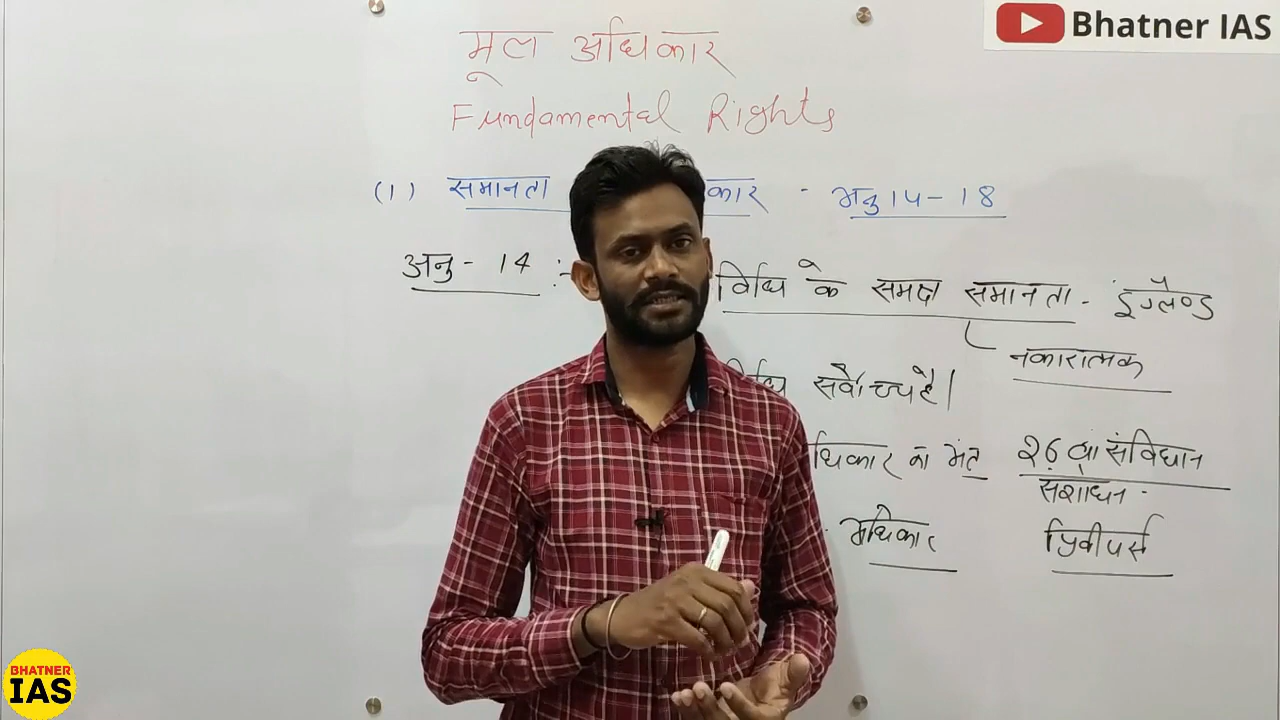 Bhatner IAS
मूल अधिकार
Fundamental Rights
(1) समानता कार - अनु 14-18
अनु - 14 :- विधि के समक्ष समानता - इंग्लैण्ड
नकारात्मक
विधि सर्वोच्च है।
धिकार का अंत 26 वा संविधान
संशोधन -
अधिकार प्रिवीपर्स
BHATNER
IAS